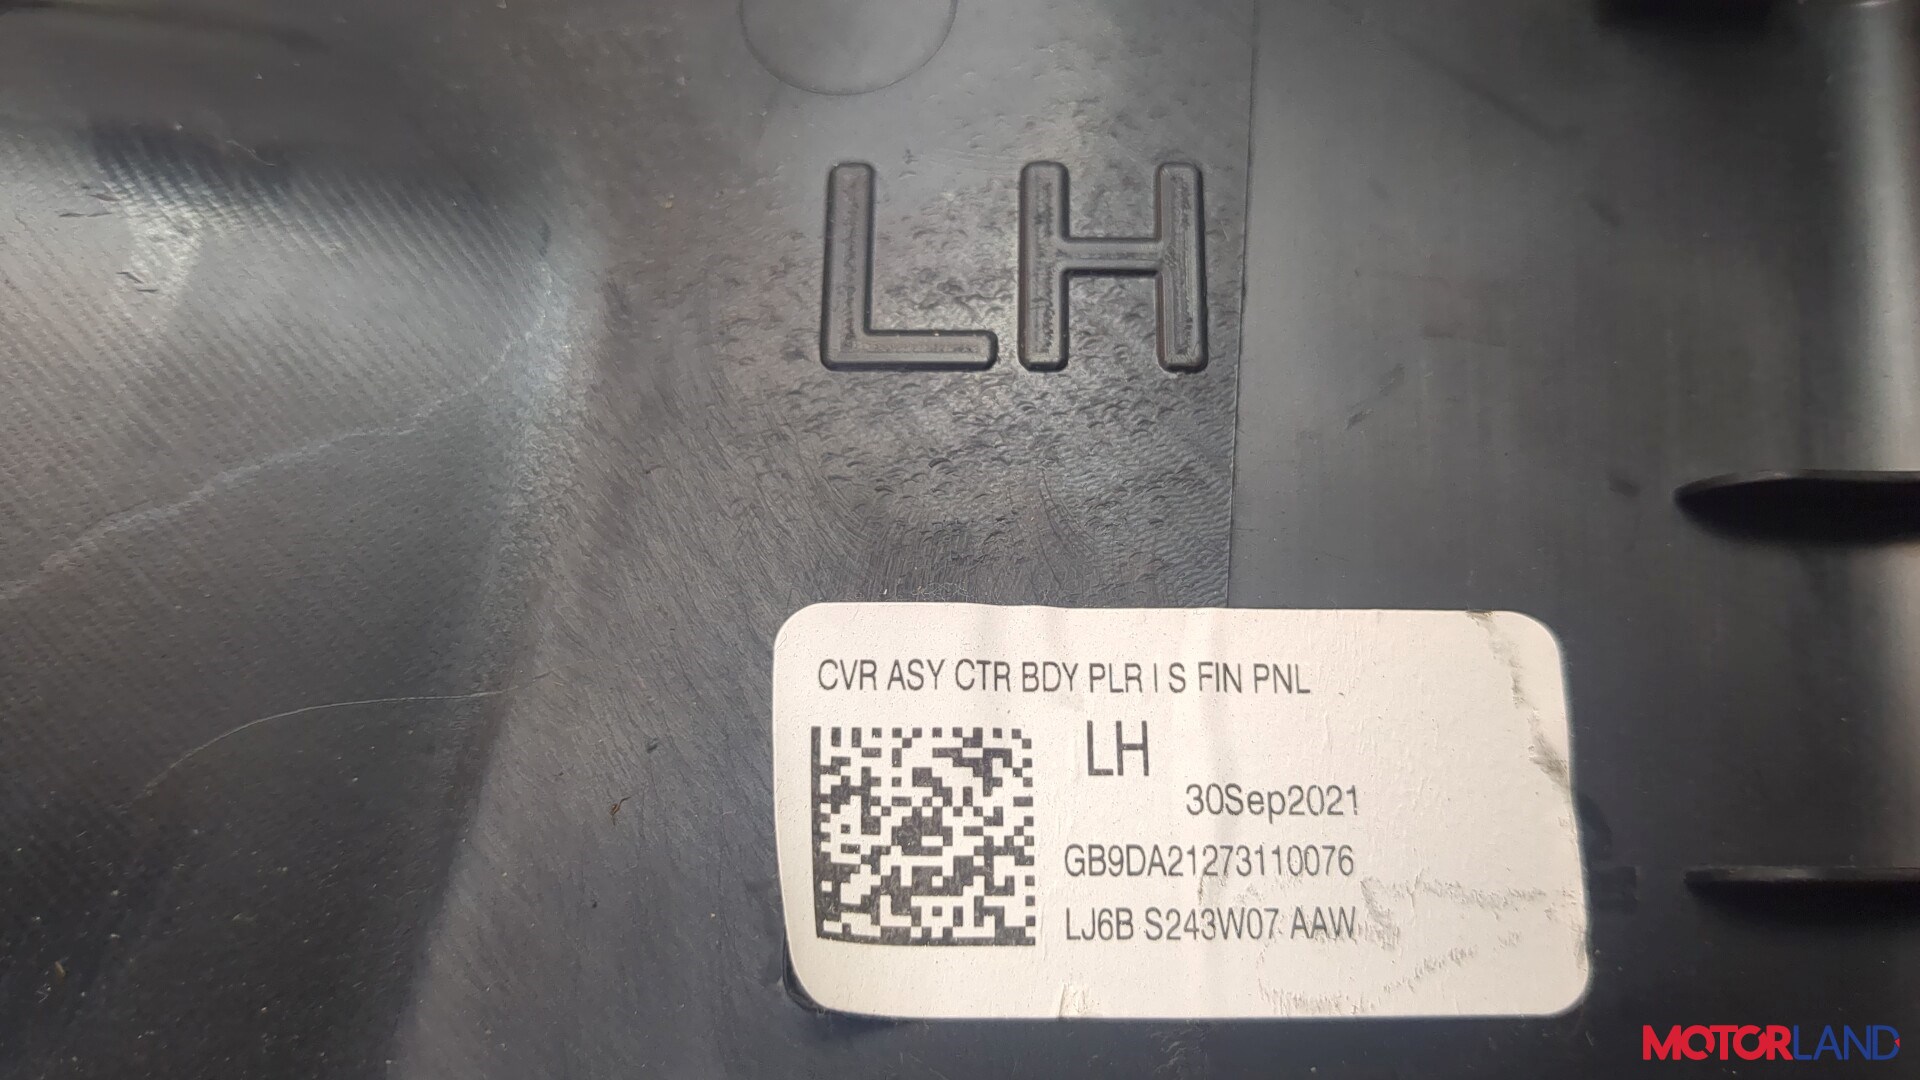 LH
CVR ASY CTR BDY PLR I S FIN PNL
LH
30Sep2021
GB9DA21273110076
LJ6B S243W07 AAW
MOTORLAND